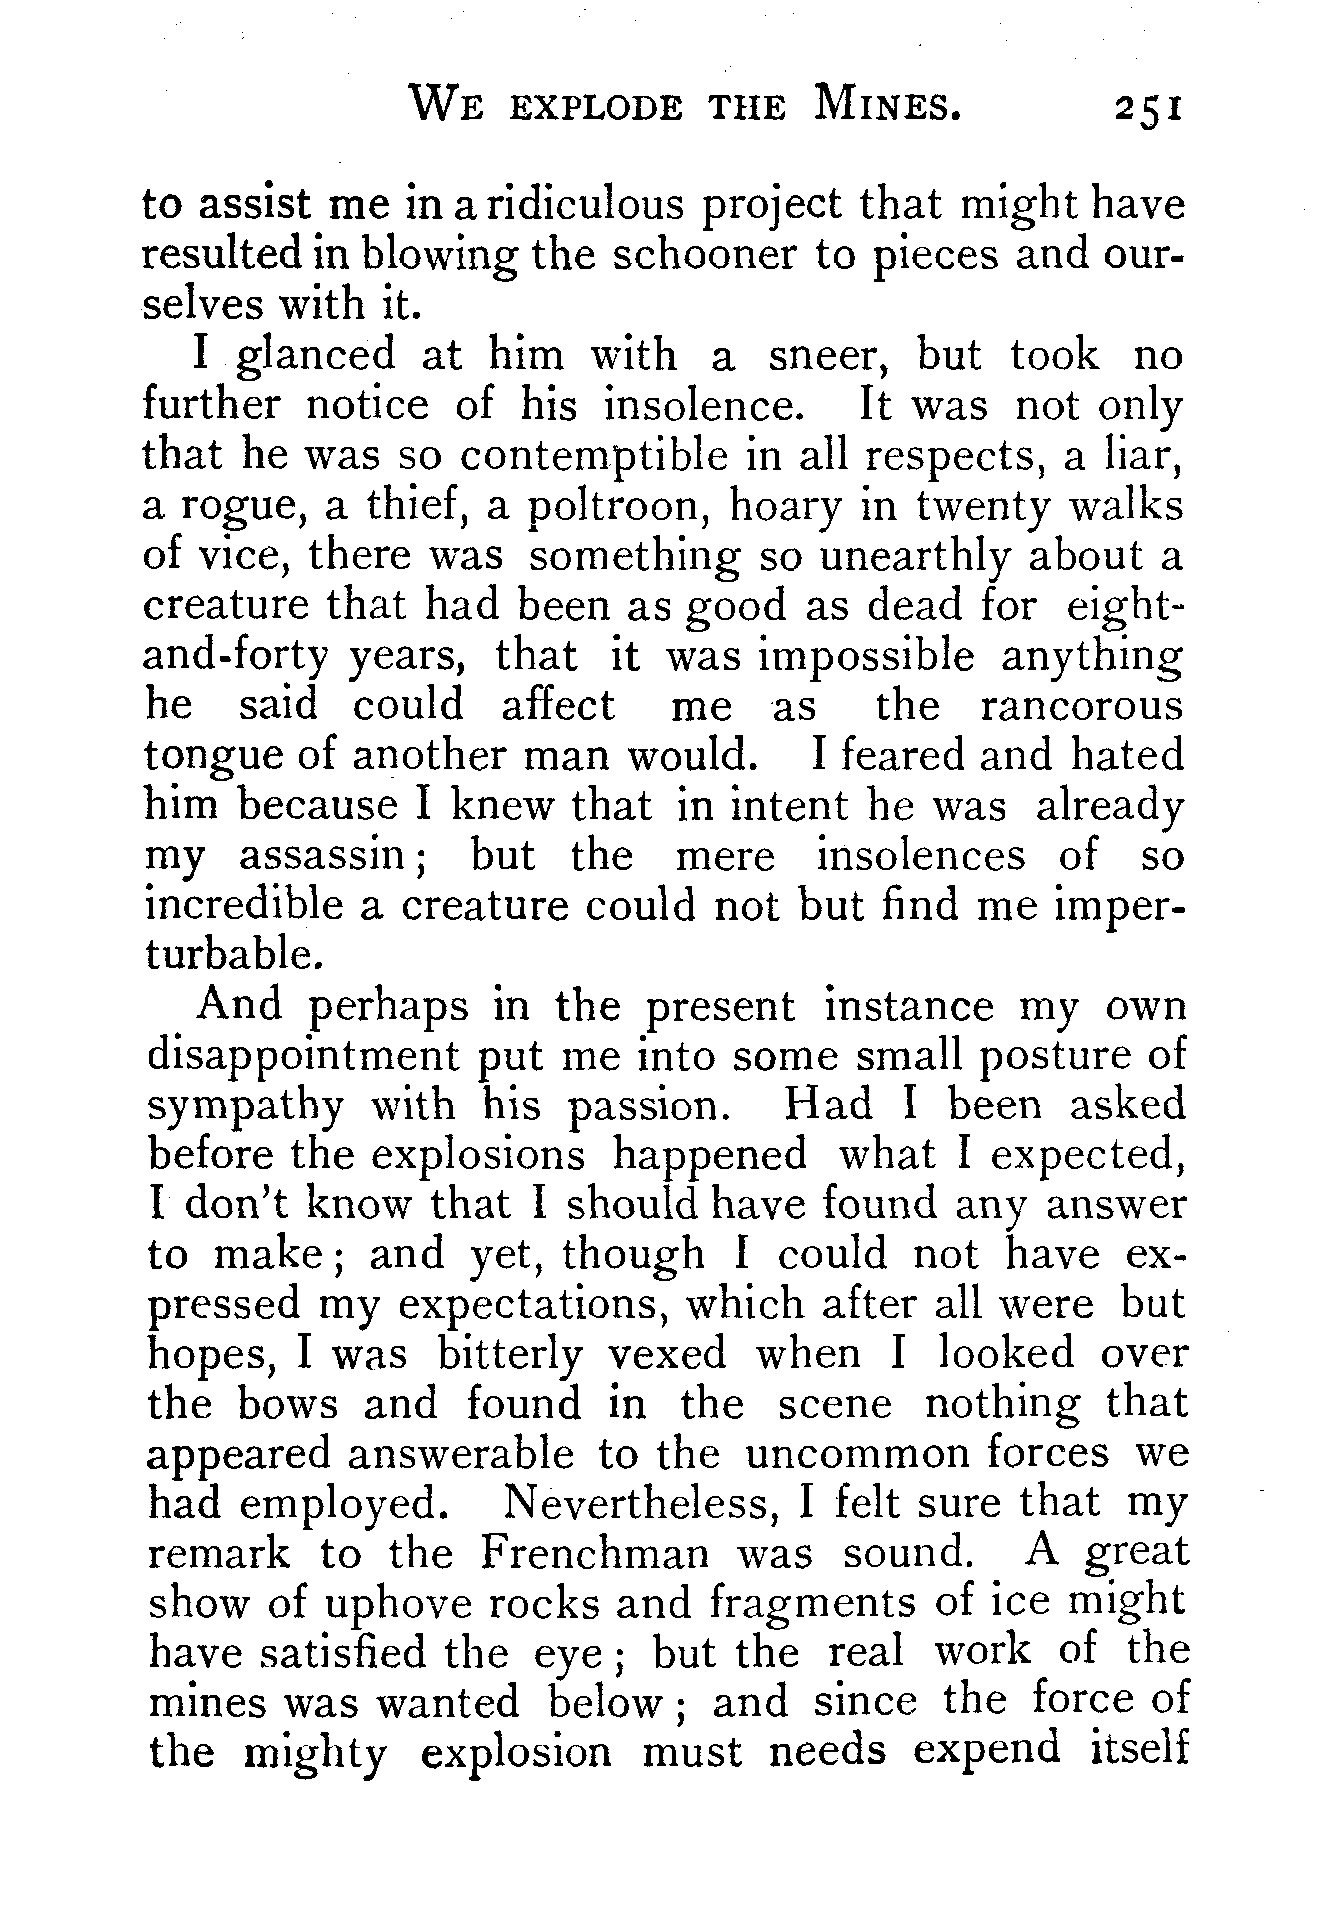 WE EXPLODE THE MINES. 251
to assist me in a ridiculous project that might have
resulted in blowing the schooner to pieces and our-
selves with it.
I glanced at him with a sneer, but took no
further notice of his insolence. It was not only
that he was so contemptible in all respects, a liar,
a rogue, a thief, a poltroon, hoary in twenty walks
of vice, there was something so unearthly about a
creature that had been as good as dead for eight-
and-forty years, that it was impossible anything
he said could affect me as the rancorous
tongue of another man would. I feared and hated
him because I knew that in intent he was already
my assassin; but the mere insolences of so
incredible a creature could not but find me imper-
turbable.
And perhaps in the present instance my own
disappointment put me into some small posture of
sympathy with his passion. Had I been asked
before the explosions happened what I expected,
I don't know that I should have found any answer
to make; and yet, though I could not have ex-
pressed my expectations, which after all were but
hopes, I was bitterly vexed when I looked over
the bows and found in the scene nothing that
appeared answerable to the uncommon forces we
had employed. Nevertheless, I felt sure that my
remark to the Frenchman was sound. A great
show of uphove rocks and fragments of ice might
have satisfied the eye; but the real work of the
mines was wanted below; and since the force of
the mighty explosion must needs expend itself